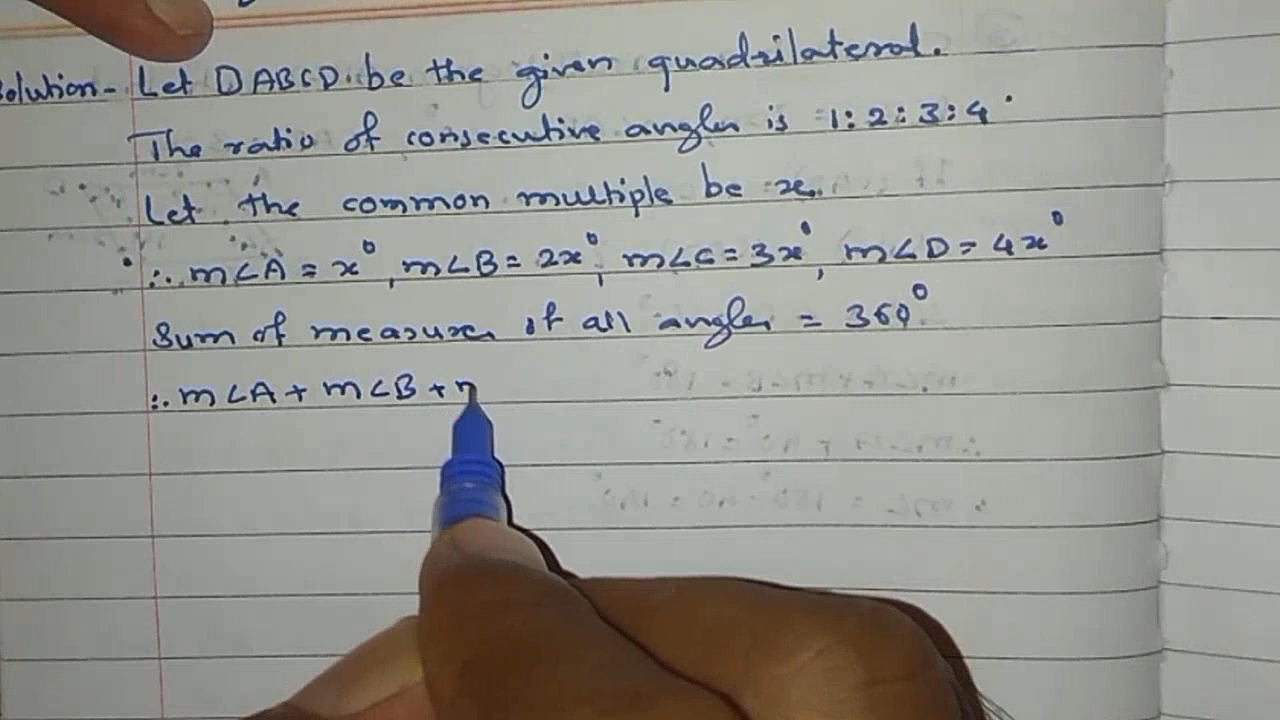 Solution- Let □ABCD be the given quadrilateral.
The ratio of consecutive angles is 1:2:3:4.
Let the common multiple be x.
∴ m∠A = x°, m∠B = 2x°, m∠C = 3x°, m∠D = 4x°
Sum of measures of all angles = 360°
∴ m∠A + m∠B + m